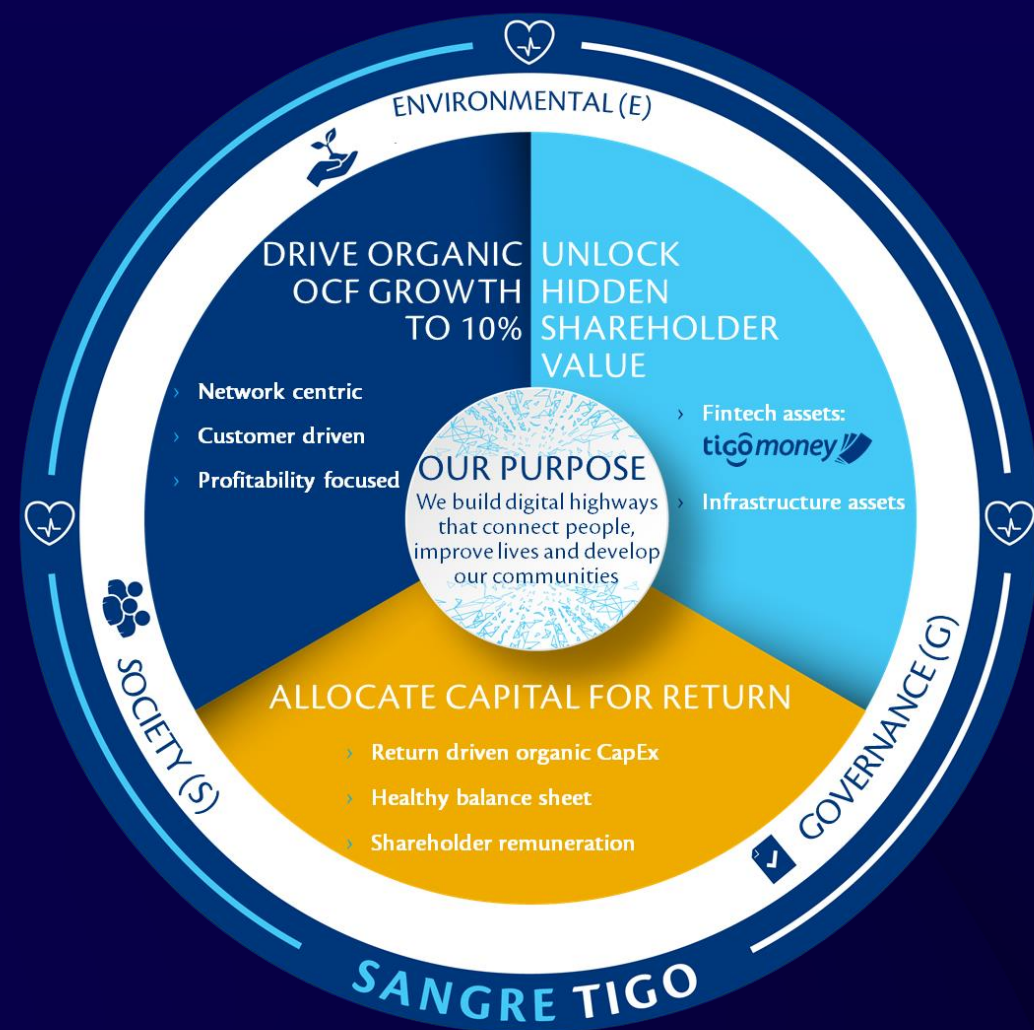 ENVIRONMENTAL (E)
DRIVE ORGANIC
OCF GROWTH
TO 10%
› Network centric
› Customer driven
› Profitability focused
UNLOCK
HIDDEN
SHAREHOLDER
VALUE
› Fintech assets:
tigo money
› Infrastructure assets
OUR PURPOSE
We build digital highways
that connect people,
improve lives and develop
our communities
ALLOCATE CAPITAL FOR RETURN
› Return driven organic CapEx
› Healthy balance sheet
› Shareholder remuneration
SOCIETY (S)
GOVERNANCE (G)
SANGRE TIGO